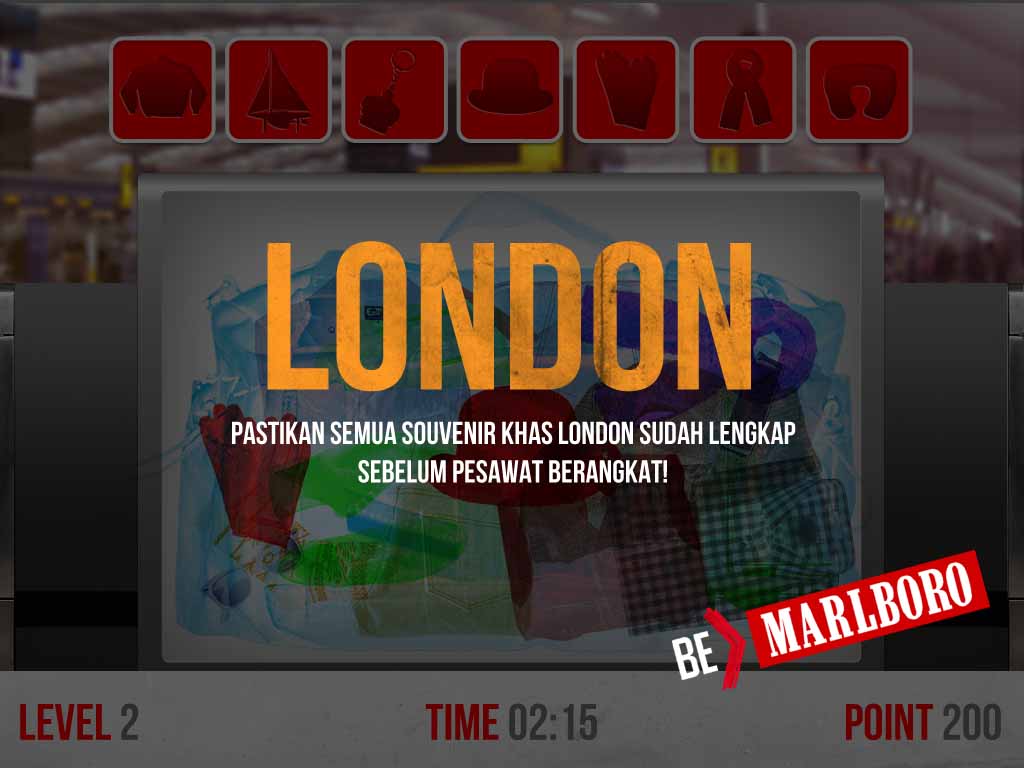 LONDON
PASTIKAN SEMUA SOUVENIR KHAS LONDON SUDAH LENGKAP
SEBELUM PESAWAT BERANGKAT!
BE MARLBORO
LEVEL 2 TIME 02:15 POINT 200